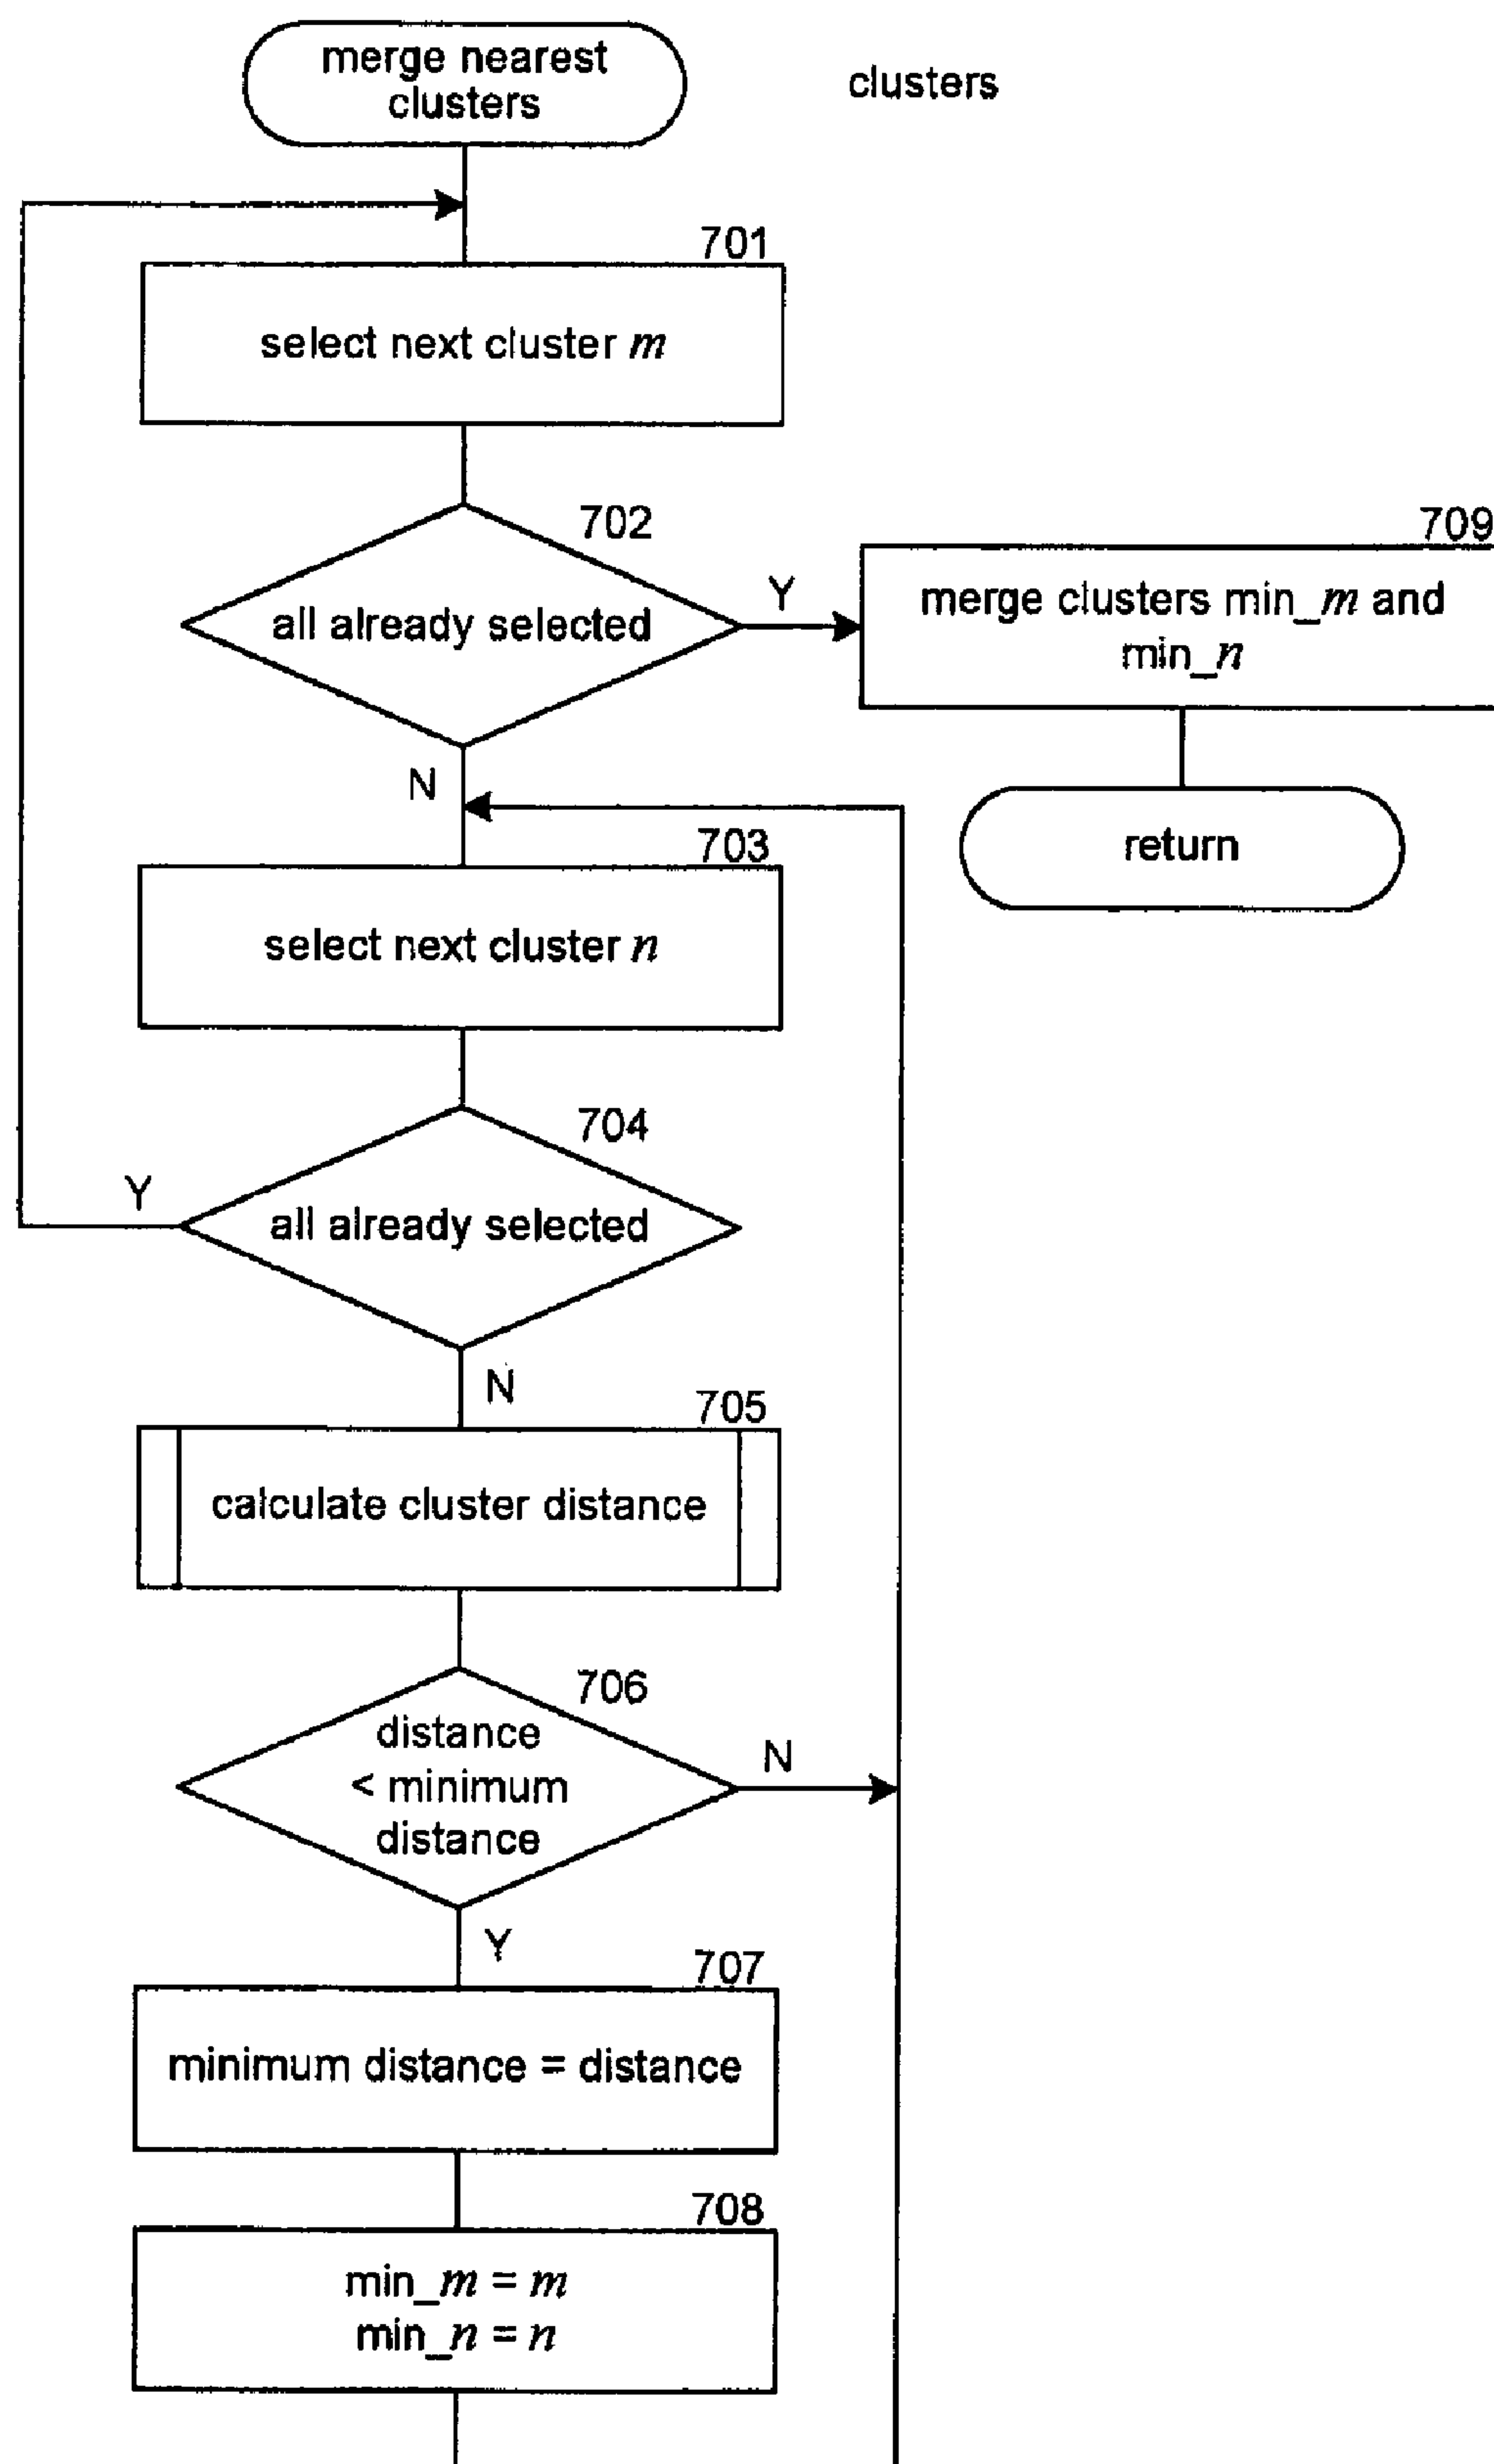 merge nearest
clusters
clusters
701
select next cluster m
702
all already selected
Y
709
merge clusters min_m and
min_n
N
return
703
select next cluster n
704
Y
all already selected
N
705
calculate cluster distance
706
distance
< minimum
distance
N
Y
707
minimum distance = distance
708
min_m = m
min_n = n